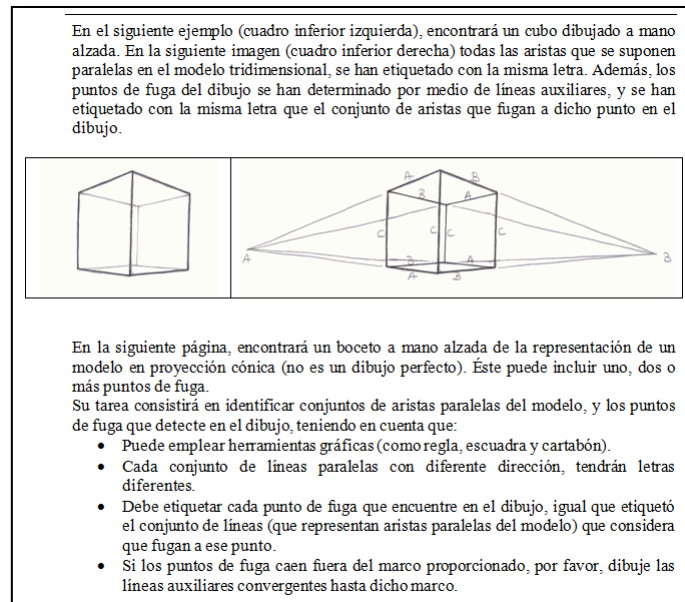 En el siguiente ejemplo (cuadro inferior izquierda), encontrará un cubo dibujado a mano
alzada. En la siguiente imagen (cuadro inferior derecha) todas las aristas que se suponen
paralelas en el modelo tridimensional, se han etiquetado con la misma letra. Además, los
puntos de fuga del dibujo se han determinado por medio de líneas auxiliares, y se han
etiquetado con la misma letra que el conjunto de aristas que fugan a dicho punto en el
dibujo.
A B
B A
C C C C
A B
B A
A B
En la siguiente página, encontrará un boceto a mano alzada de la representación de un
modelo en proyección cónica (no es un dibujo perfecto). Éste puede incluir uno, dos o
más puntos de fuga.
Su tarea consistirá en identificar conjuntos de aristas paralelas del modelo, y los puntos
de fuga que detecte en el dibujo, teniendo en cuenta que:
• Puede emplear herramientas gráficas (como regla, escuadra y cartabón).
• Cada conjunto de líneas paralelas con diferente dirección, tendrán letras
diferentes.
• Debe etiquetar cada punto de fuga que encuentre en el dibujo, igual que etiquetó
el conjunto de líneas (que representan aristas paralelas del modelo) que considera
que fugan a ese punto.
• Si los puntos de fuga caen fuera del marco proporcionado, por favor, dibuje las
líneas auxiliares convergentes hasta dicho marco.